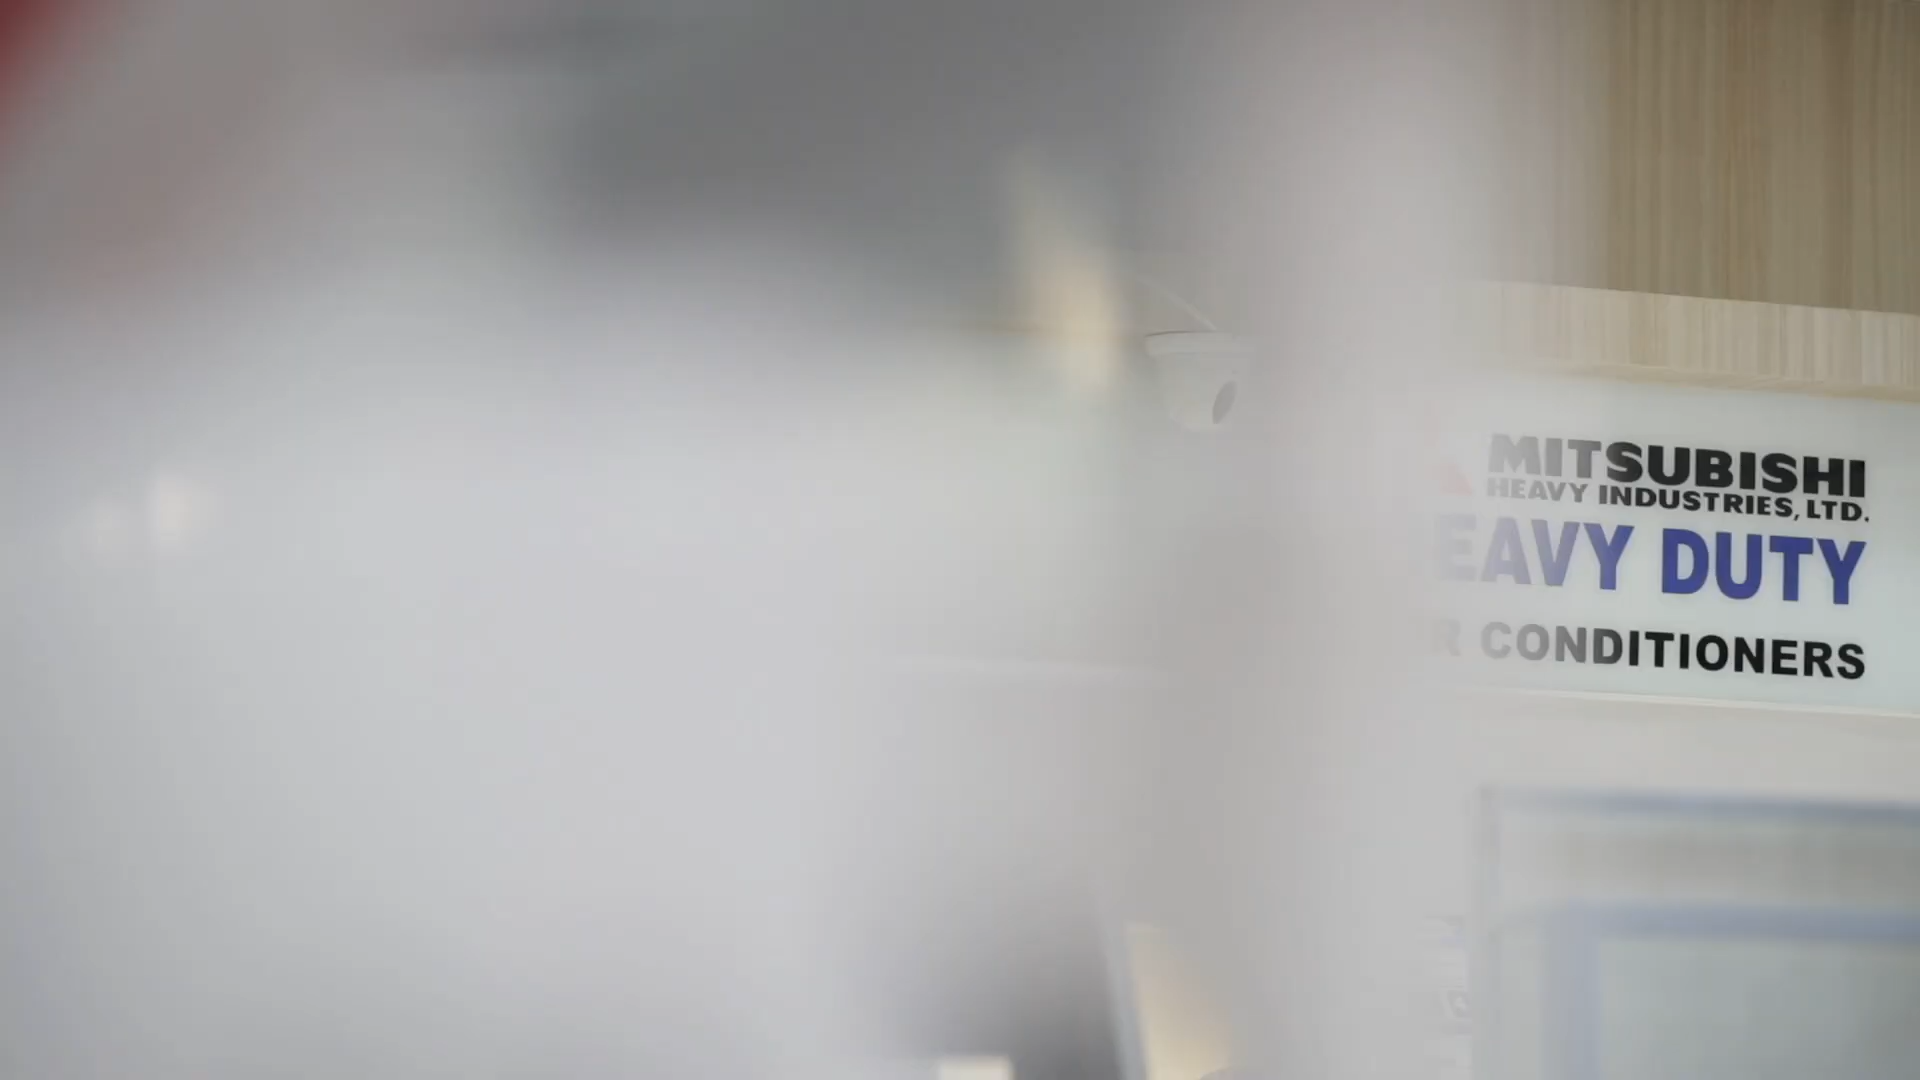 MITSUBISHI
HEAVY INDUSTRIES, LTD.
EAVY DUTY
R CONDITIONERS